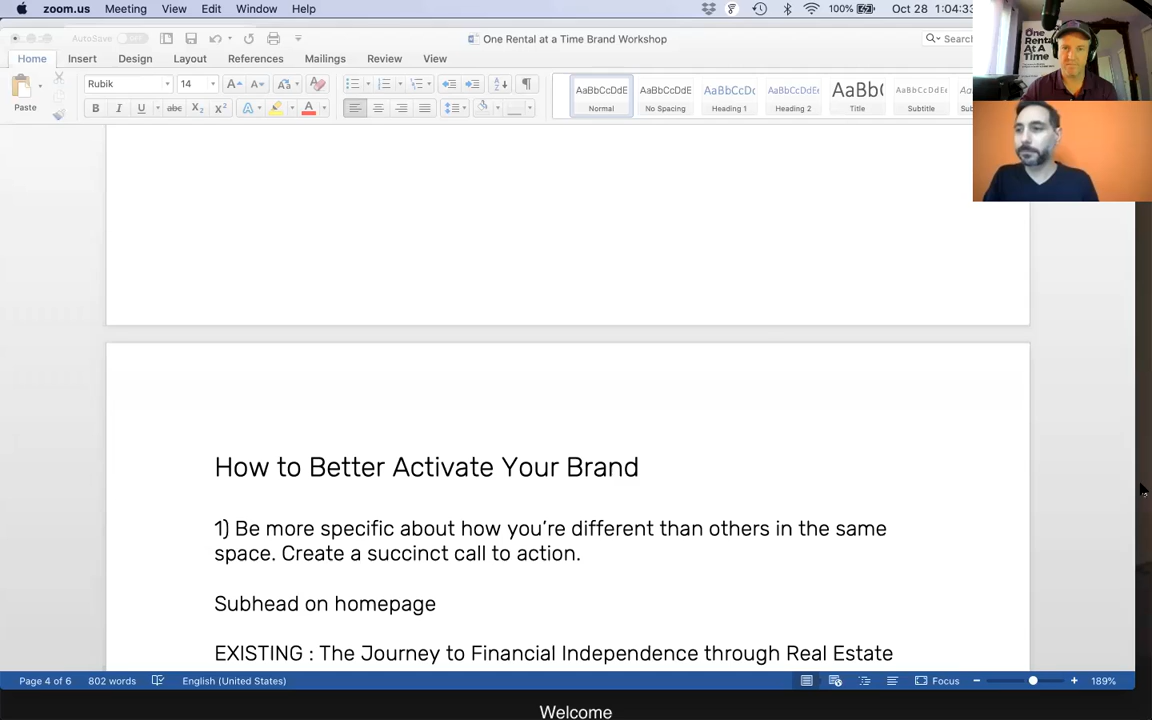 zoom.us Meeting View Edit Window Help 100% Oct 28 1:04:33
AutoSave One Rental at a Time Brand Workshop Search
Home Insert Design Layout References Mailings Review View
Paste Rubik 14
AaBbCcDdE AaBbCcDdE AaBbCcDc AaBbCcDdE AaBb( AaBbCcDdE
Normal No Spacing Heading 1 Heading 2 Title Subtitle
One
Rental
At A
Time
How to Better Activate Your Brand
1) Be more specific about how you’re different than others in the same
space. Create a succinct call to action.
Subhead on homepage
EXISTING : The Journey to Financial Independence through Real Estate
Page 4 of 6 802 words English (United States) Focus 189%
Welcome